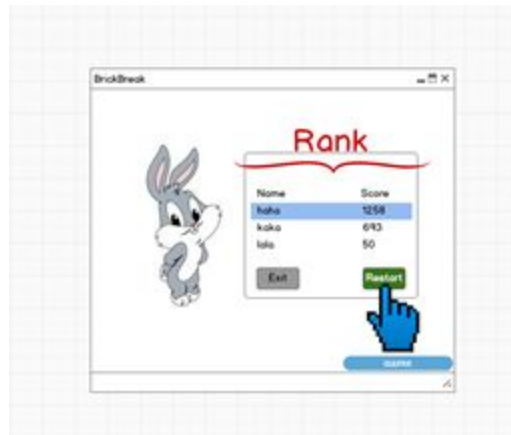 BrickBreak
Rank
Name Score
haha 1258
kaka 693
lala 50
Exit Restart